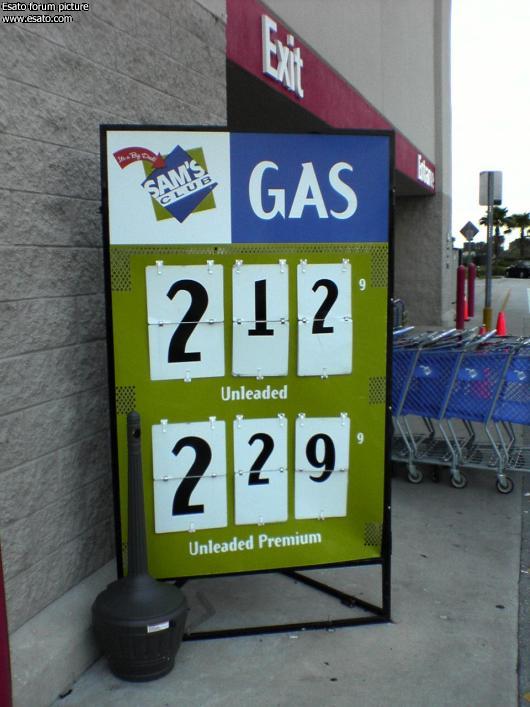 Esato forum picture
www.esato.com
Exit
Entrance
It's a Big Deal!
SAM'S
CLUB
GAS
2 1 2 9
Unleaded
2 2 9 9
Unleaded Premium